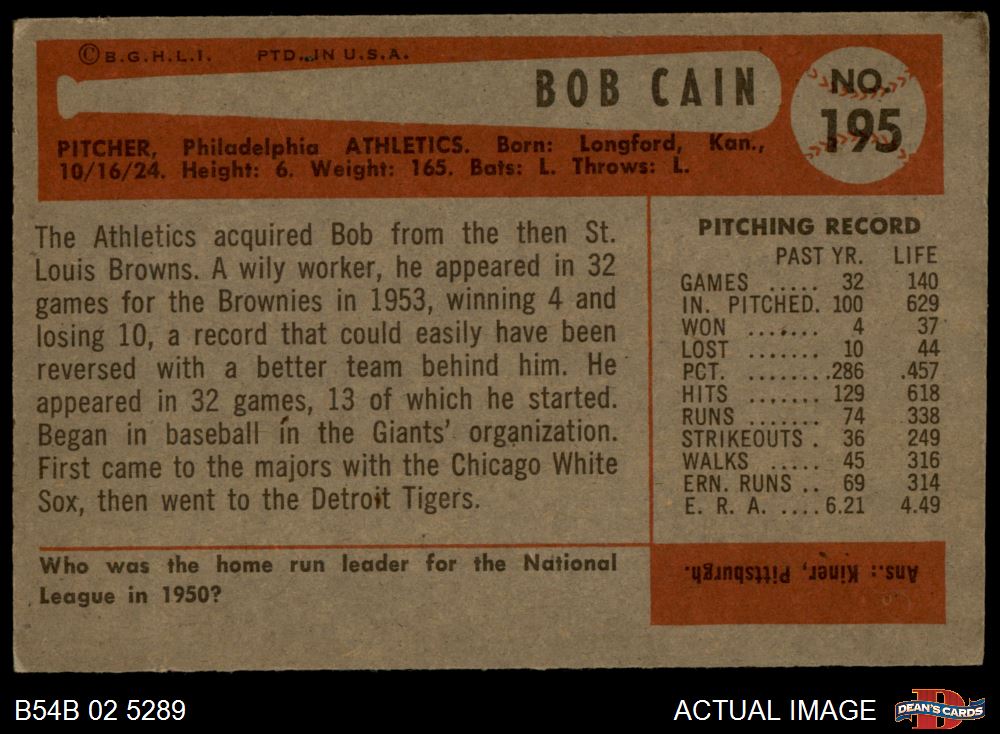 © B.G.H.L.I. PTD. IN U.S.A.
BOB CAIN
NO.
195
PITCHER, Philadelphia ATHLETICS. Born: Longford, Kan.,
10/16/24. Height: 6. Weight: 165. Bats: L. Throws: L.
The Athletics acquired Bob from the then St.
Louis Browns. A wily worker, he appeared in 32
games for the Brownies in 1953, winning 4 and
losing 10, a record that could easily have been
reversed with a better team behind him. He
appeared in 32 games, 13 of which he started.
Began in baseball in the Giants' organization.
First came to the majors with the Chicago White
Sox, then went to the Detroit Tigers.
PITCHING RECORD
PAST YR. LIFE
GAMES ..... 32 140
IN. PITCHED. 100 629
WON ....... 4 37
LOST ....... 10 44
PCT. ........ .286 .457
HITS ....... 129 618
RUNS ....... 74 338
STRIKEOUTS . 36 249
WALKS ..... 45 316
ERN. RUNS .. 69 314
E. R. A. .... 6.21 4.49
Who was the home run leader for the National
League in 1950?
Ans.: Kiner, Pittsburgh.
B54B 02 5289
ACTUAL IMAGE
DEAN'S CARDS